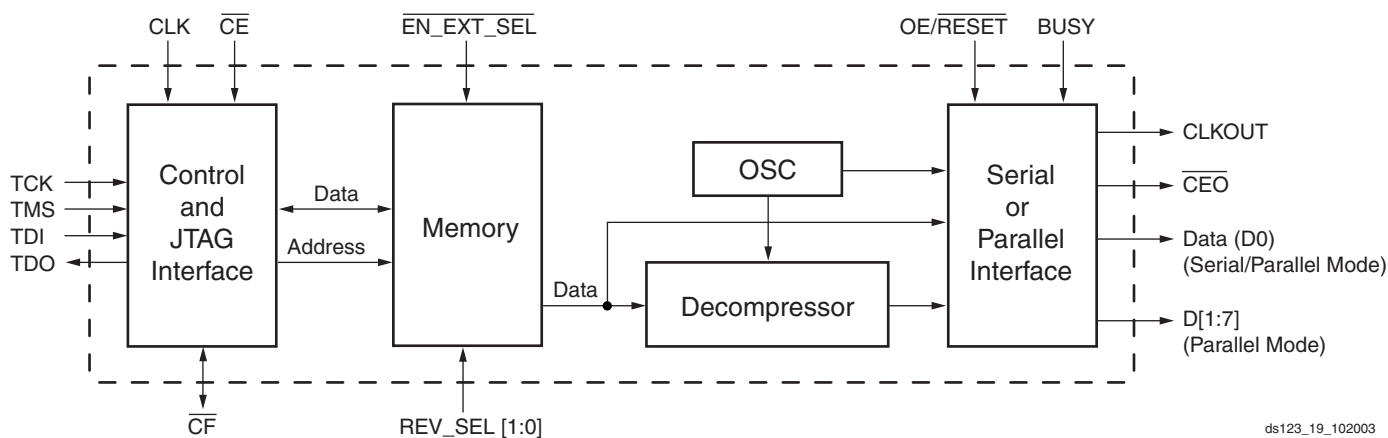 CLK
CE
EN_EXT_SEL
OE/RESET
BUSY
TCK
TMS
TDI
TDO
Control
and
JTAG
Interface
Data
Address
Memory
OSC
Data
Decompressor
Serial
or
Parallel
Interface
CLKOUT
CEO
Data (D0)
(Serial/Parallel Mode)
D[1:7]
(Parallel Mode)
CF
REV_SEL [1:0]
ds123_19_102003